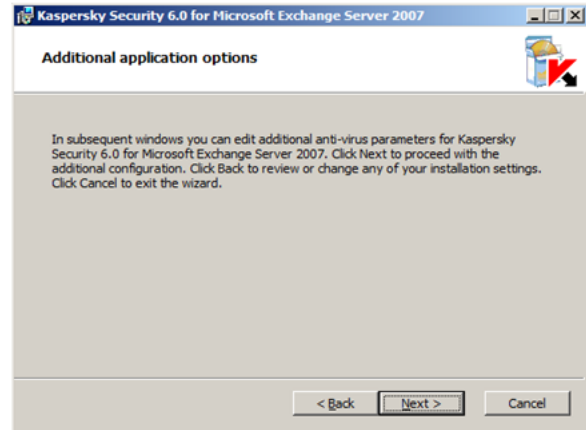 Kaspersky Security 6.0 for Microsoft Exchange Server 2007
Additional application options
In subsequent windows you can edit additional anti-virus parameters for Kaspersky
Security 6.0 for Microsoft Exchange Server 2007. Click Next to proceed with the
additional configuration. Click Back to review or change any of your installation settings.
Click Cancel to exit the wizard.
< Back Next > Cancel